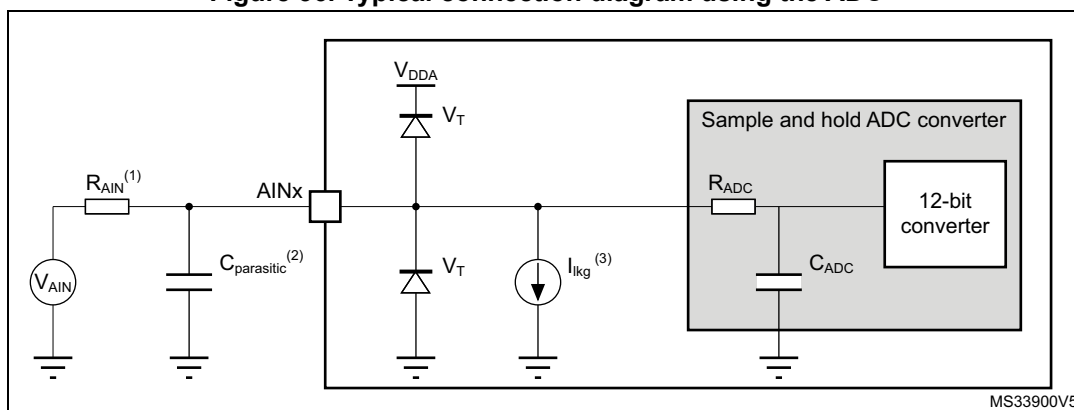 Figure 36. Typical connection diagram using the ADC
VDDA
VT
Sample and hold ADC converter
RAIN(1)
AINx
RADC
12-bit
converter
Cparasitic(2)
VT
Ilkg(3)
CADC
VAIN
MS33900V5